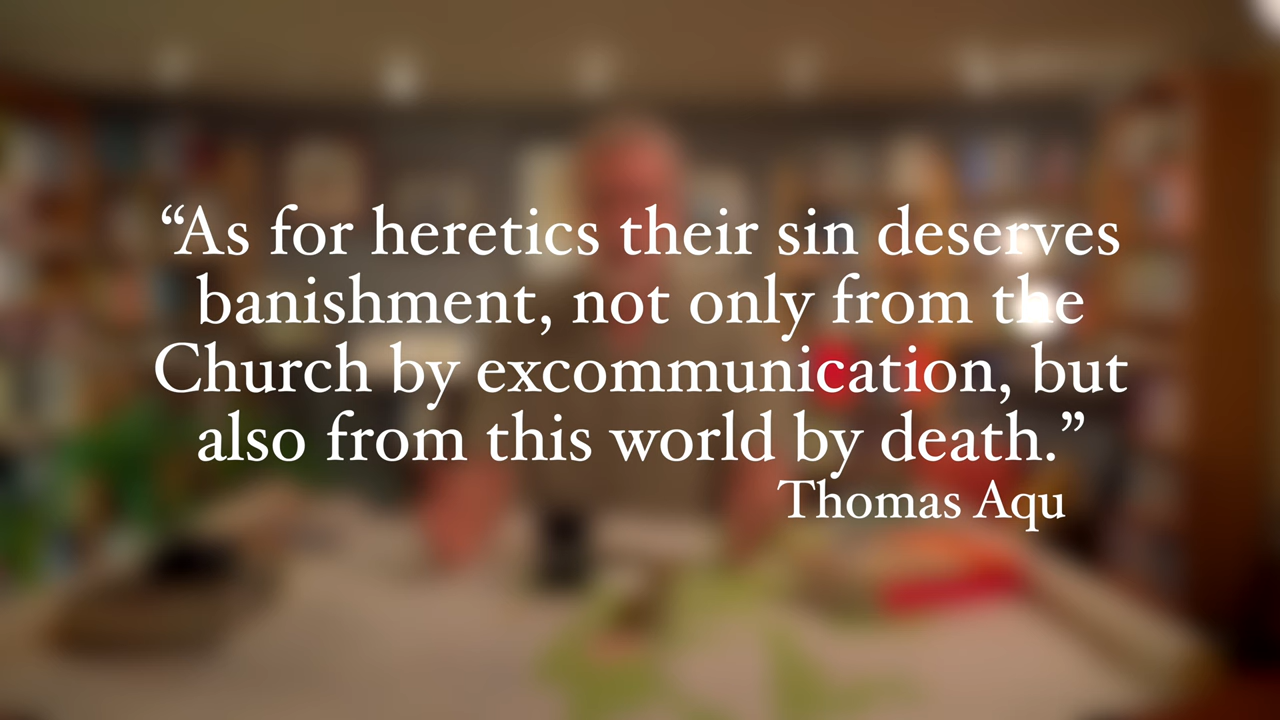 “As for heretics their sin deserves
banishment, not only from the
Church by excommunication, but
also from this world by death.”
Thomas Aqu